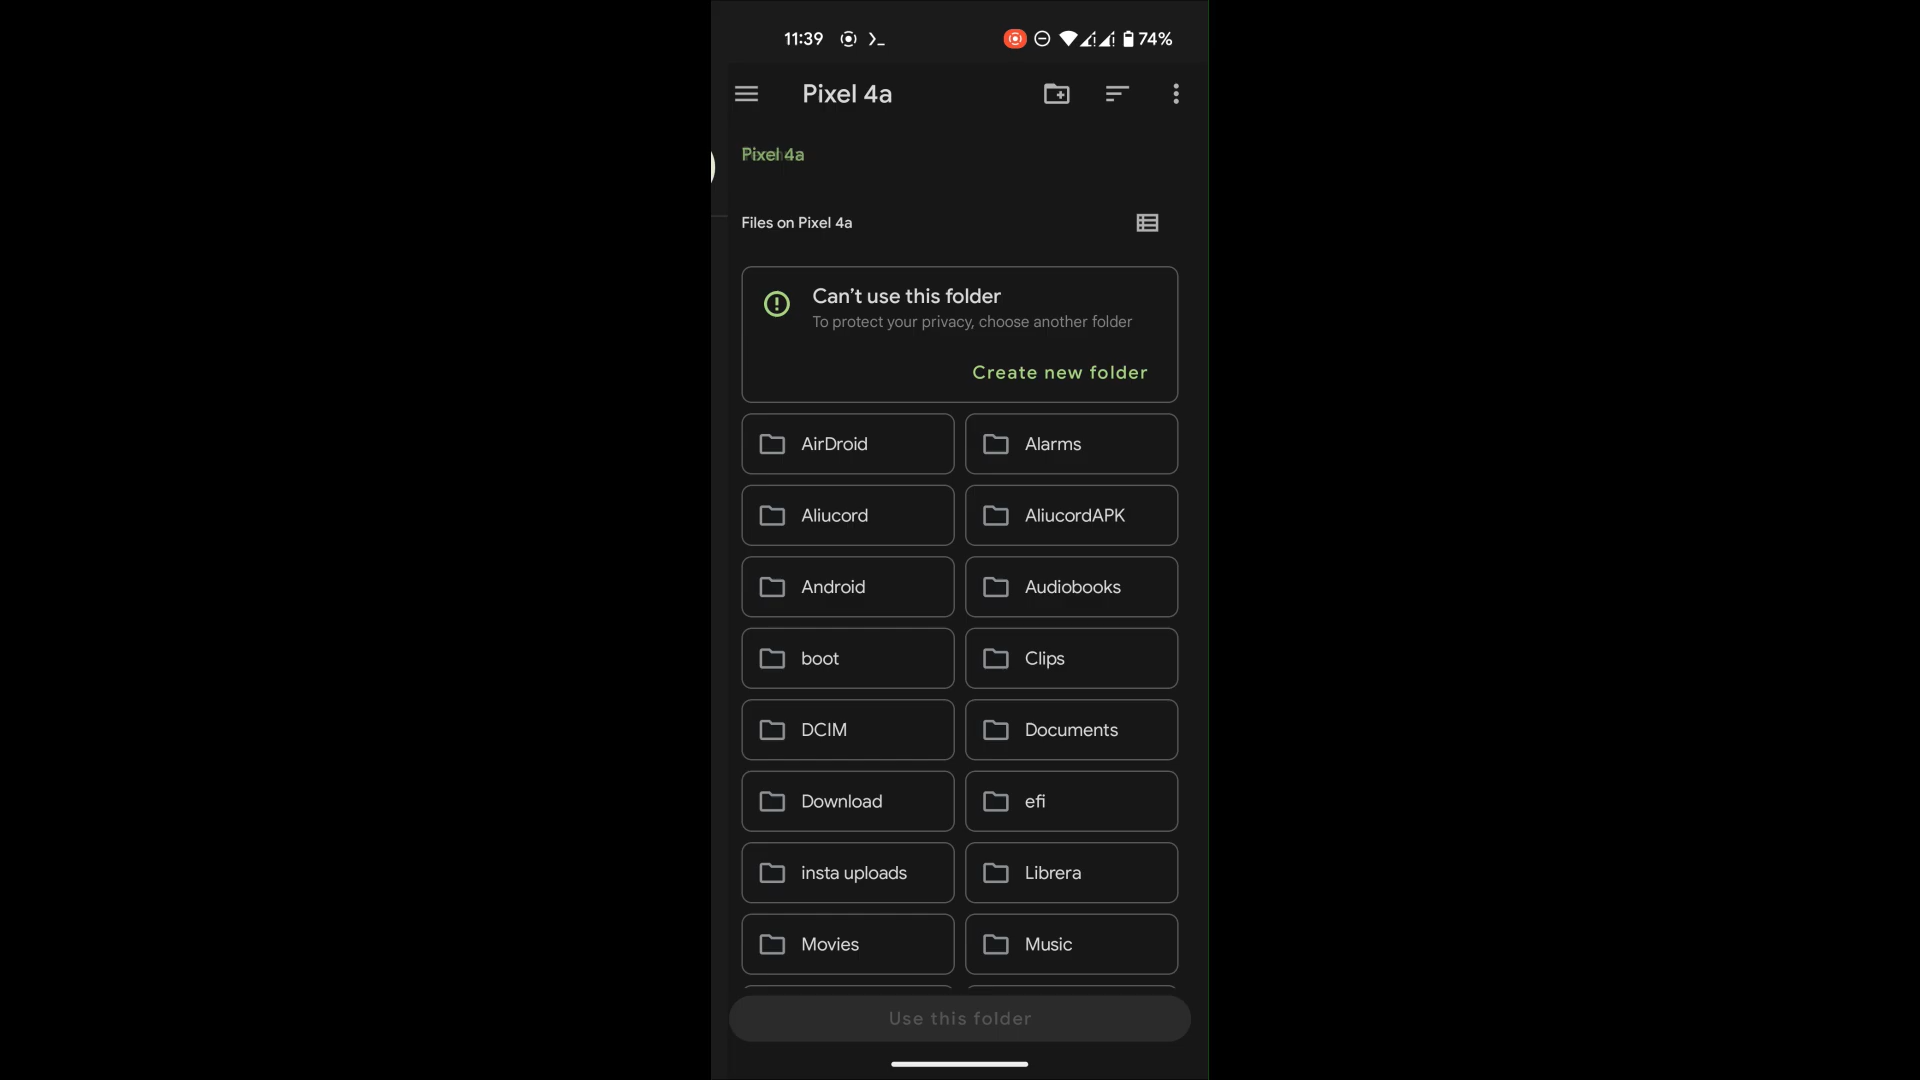 11:39 74%
Pixel 4a
Pixel 4a
Files on Pixel 4a
Can’t use this folder
To protect your privacy, choose another folder
Create new folder
AirDroid Alarms
Aliucord AliucordAPK
Android Audiobooks
boot Clips
DCIM Documents
Download efi
insta uploads Librera
Movies Music
Use this folder